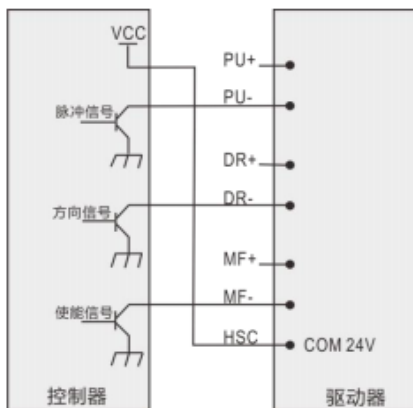 VCC
PU+
PU-
脉冲信号
DR+
DR-
方向信号
MF+
MF-
使能信号
HSC
COM 24V
控制器
驱动器